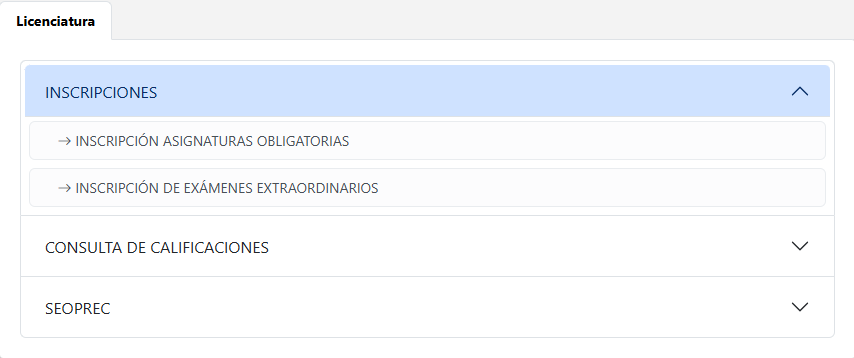 Licenciatura
INSCRIPCIONES
→ INSCRIPCIÓN ASIGNATURAS OBLIGATORIAS
→ INSCRIPCIÓN DE EXÁMENES EXTRAORDINARIOS
CONSULTA DE CALIFICACIONES
SEOPREC